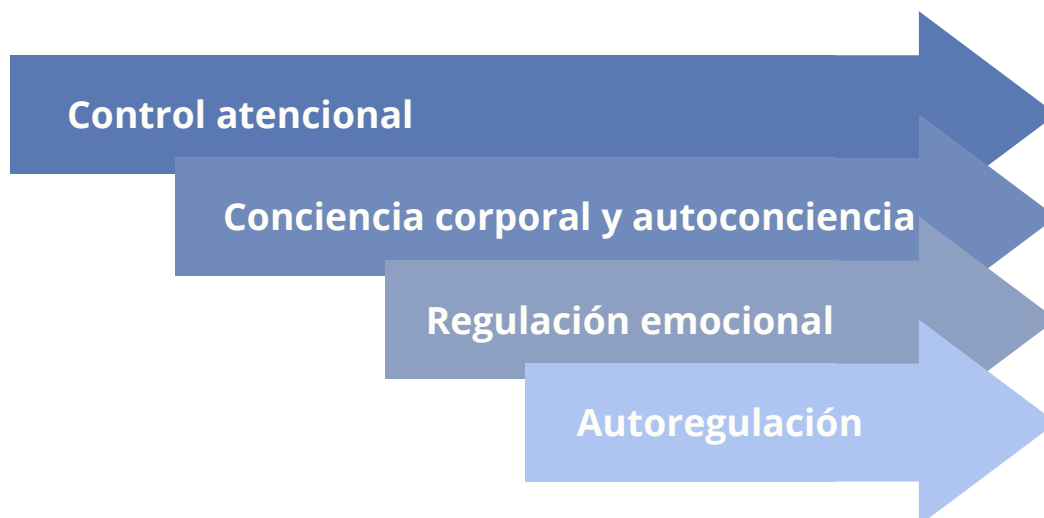 Control atencional
Conciencia corporal y autoconciencia
Regulación emocional
Autoregulación